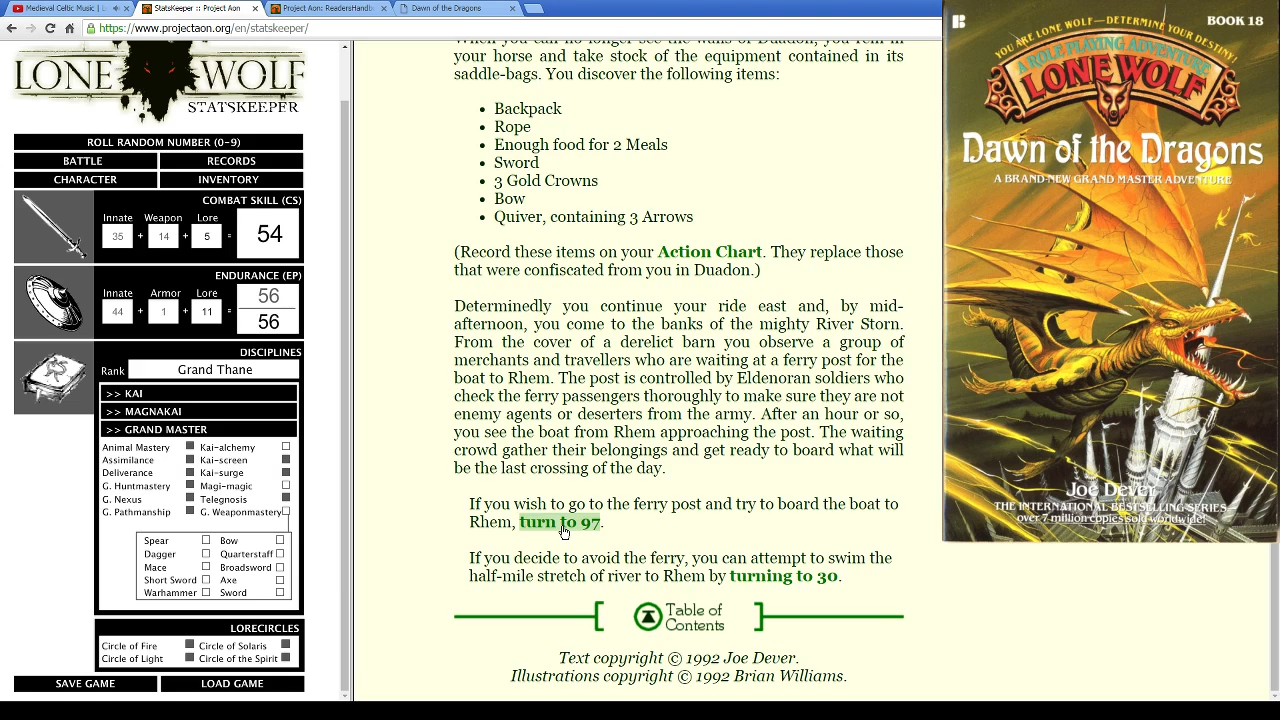 Medieval Celtic Music |
StatsKeeper :: Project Aon
Project Aon: ReadersHandb
Dawn of the Dragons
https://www.projectaon.org/en/statskeeper/
LONE WOLF
STATSKEEPER
ROLL RANDOM NUMBER (0-9)
BATTLE RECORDS
CHARACTER INVENTORY
COMBAT SKILL (CS)
Innate Weapon Lore
35 + 14 + 5 = 54
ENDURANCE (EP)
Innate Armor Lore
56
44 + 1 + 11 =
56
DISCIPLINES
Rank Grand Thane
>> KAI
>> MAGNAKAI
>> GRAND MASTER
Animal Mastery Kai-alchemy
Assimilance Kai-screen
Deliverance Kai-surge
G. Huntmastery Magi-magic
G. Nexus Telegnosis
G. Pathmanship G. Weaponmastery
Spear Bow
Dagger Quarterstaff
Mace Broadsword
Short Sword Axe
Warhammer Sword
LORECIRCLES
Circle of Fire Circle of Solaris
Circle of Light Circle of the Spirit
SAVE GAME LOAD GAME
your horse and take stock of the equipment contained in its
saddle-bags. You discover the following items:
• Backpack
• Rope
• Enough food for 2 Meals
• Sword
• 3 Gold Crowns
• Bow
• Quiver, containing 3 Arrows
(Record these items on your Action Chart. They replace those
that were confiscated from you in Duadon.)
Determinedly you continue your ride east and, by mid-
afternoon, you come to the banks of the mighty River Storn.
From the cover of a derelict barn you observe a group of
merchants and travellers who are waiting at a ferry post for the
boat to Rhem. The post is controlled by Eldenoran soldiers who
check the ferry passengers thoroughly to make sure they are not
enemy agents or deserters from the army. After an hour or so,
you see the boat from Rhem approaching the post. The waiting
crowd gather their belongings and get ready to board what will
be the last crossing of the day.
If you wish to go to the ferry post and try to board the boat to
Rhem, turn to 97.
If you decide to avoid the ferry, you can attempt to swim the
half-mile stretch of river to Rhem by turning to 30.
Table of
Contents
Text copyright © 1992 Joe Dever.
Illustrations copyright © 1992 Brian Williams.
B
BOOK 18
YOU ARE LONE WOLF—DETERMINE YOUR DESTINY!
A ROLE PLAYING ADVENTURE
LONE WOLF
Dawn of the Dragons
A BRAND-NEW GRAND MASTER ADVENTURE
Joe Dever
THE INTERNATIONAL BESTSELLING SERIES—
over 7 million copies sold worldwide!